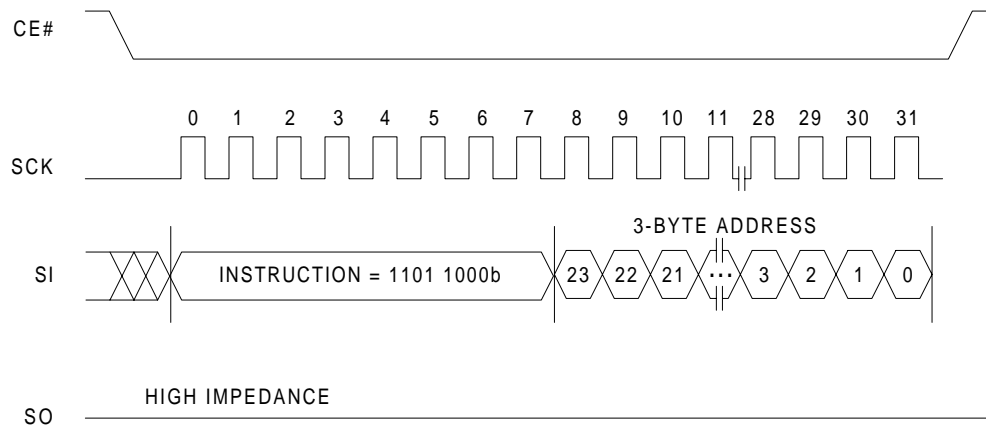 CE#
0 1 2 3 4 5 6 7 8 9 10 11 28 29 30 31
SCK
3-BYTE ADDRESS
SI INSTRUCTION = 1101 1000b 23 22 21 ... 3 2 1 0
HIGH IMPEDANCE
SO